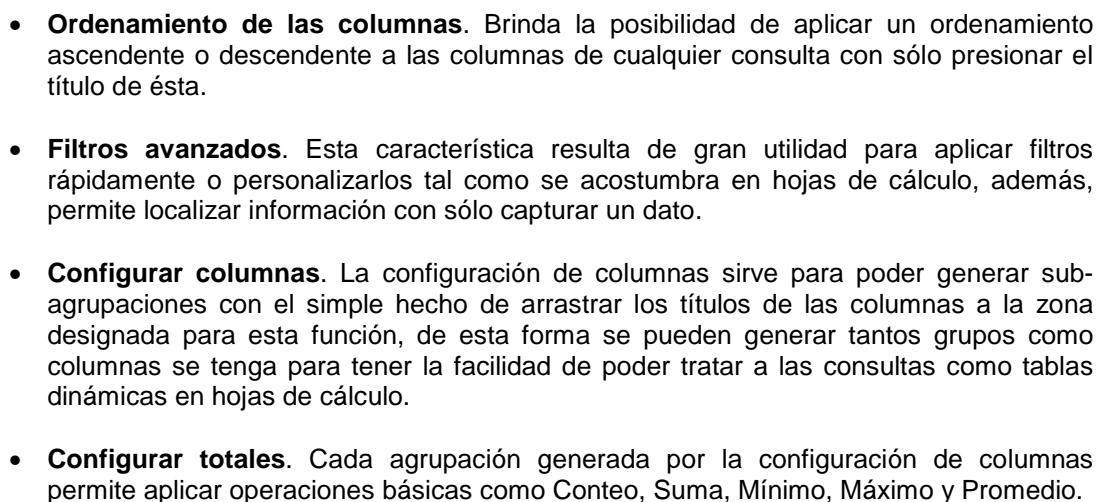 • Ordenamiento de las columnas. Brinda la posibilidad de aplicar un ordenamiento
ascendente o descendente a las columnas de cualquier consulta con sólo presionar el
título de ésta.
• Filtros avanzados. Esta característica resulta de gran utilidad para aplicar filtros
rápidamente o personalizarlos tal como se acostumbra en hojas de cálculo, además,
permite localizar información con sólo capturar un dato.
• Configurar columnas. La configuración de columnas sirve para poder generar sub-
agrupaciones con el simple hecho de arrastrar los títulos de las columnas a la zona
designada para esta función, de esta forma se pueden generar tantos grupos como
columnas se tenga para tener la facilidad de poder tratar a las consultas como tablas
dinámicas en hojas de cálculo.
• Configurar totales. Cada agrupación generada por la configuración de columnas
permite aplicar operaciones básicas como Conteo, Suma, Mínimo, Máximo y Promedio.